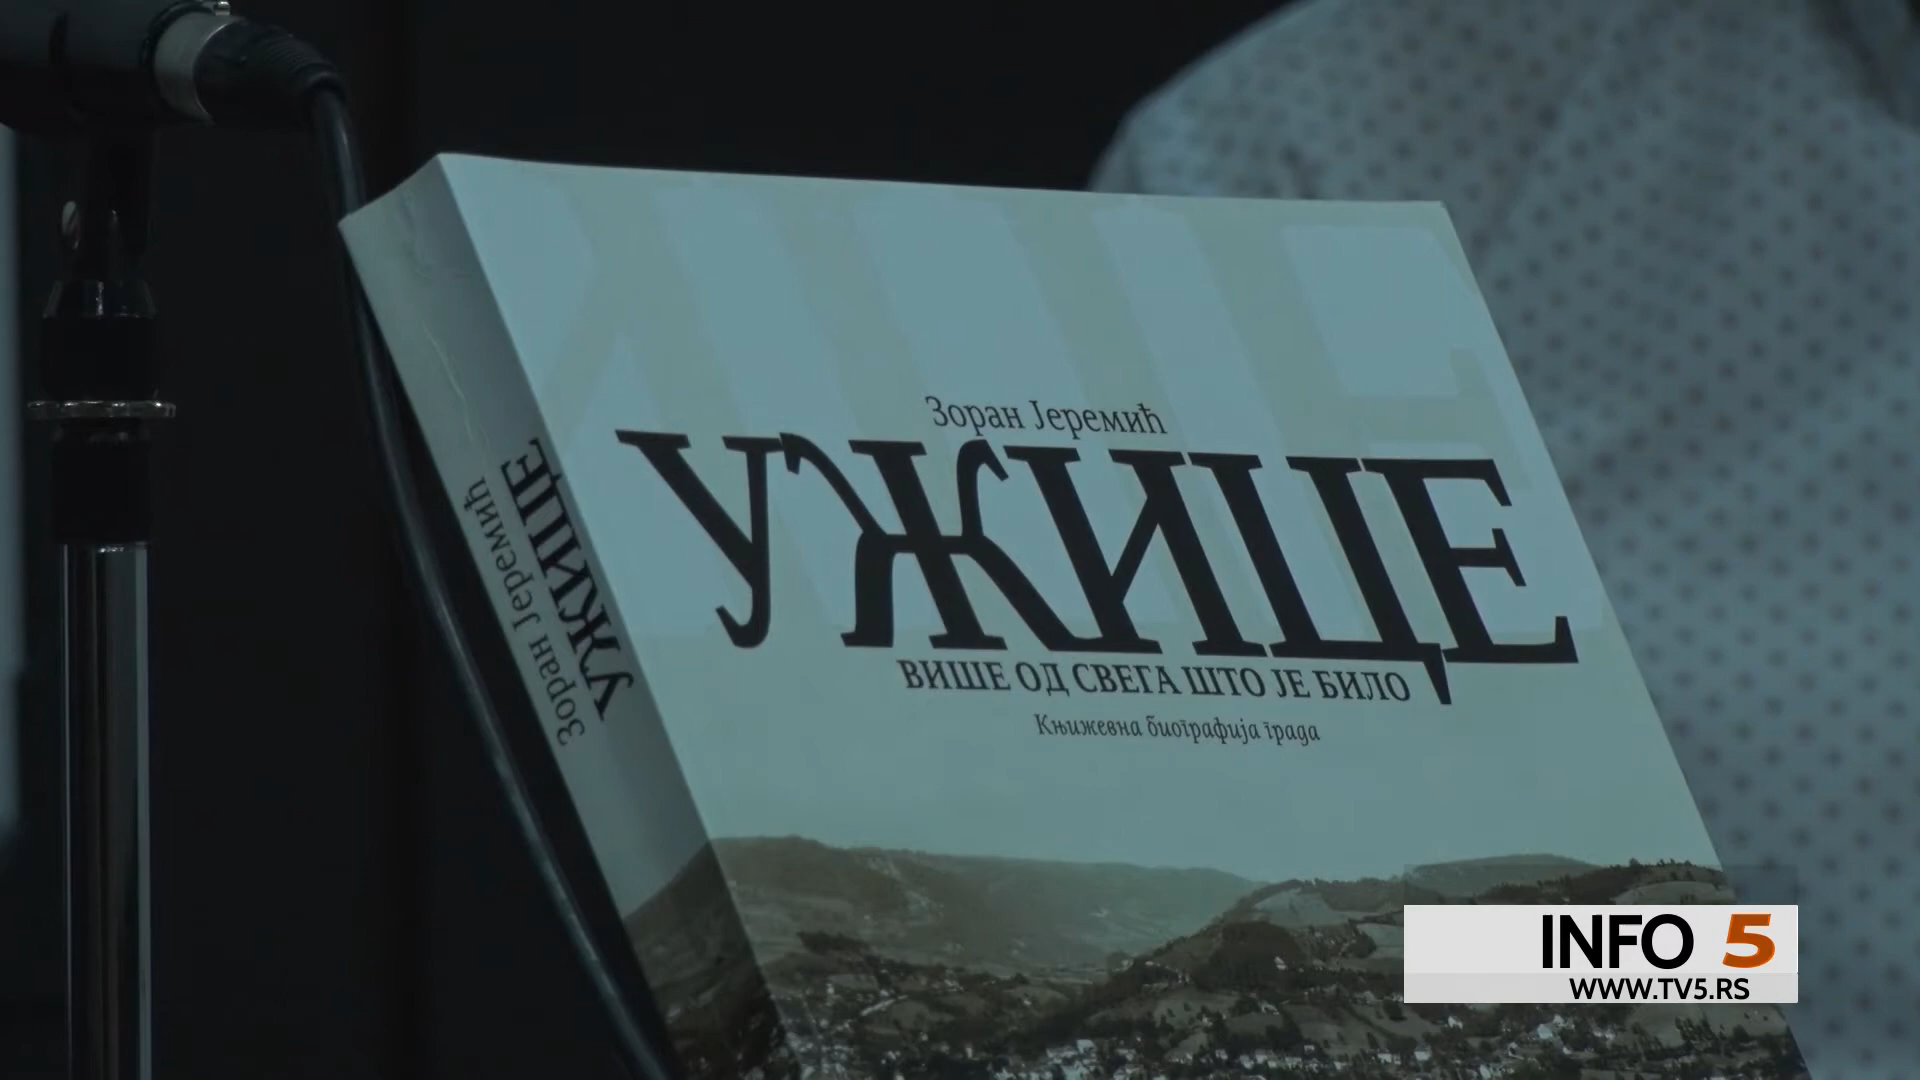 Зоран Јеремић
УЖИЦЕ
Зоран Јеремић
УЖИЦЕ
ВИШЕ ОД СВЕГА ШТО ЈЕ БИЛО
Књижевна биографија града
INFO 5
WWW.TV5.RS